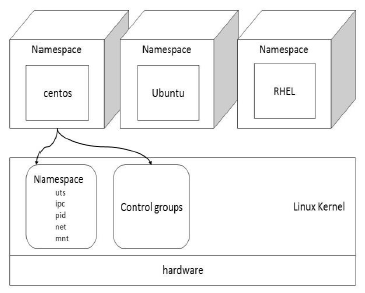 Namespace
Namespace
Namespace
centos
Ubuntu
RHEL
Namespace
uts
ipc
pid
net
mnt
Control groups
Linux Kernel
hardware